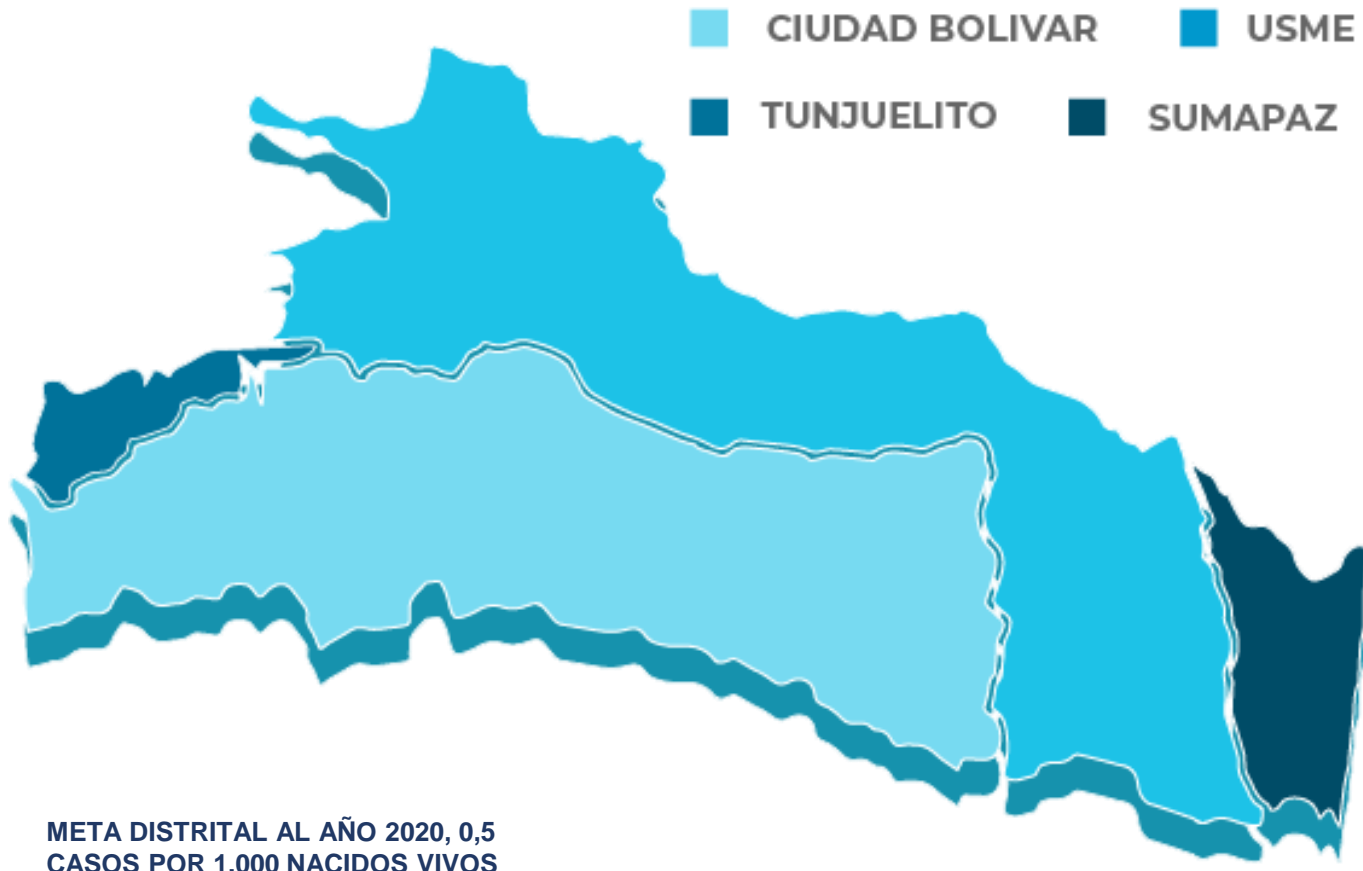 CIUDAD BOLIVAR
USME
TUNJUELITO
SUMAPAZ
META DISTRITAL AL AÑO 2020, 0,5
CASOS POR 1.000 NACIDOS VIVOS